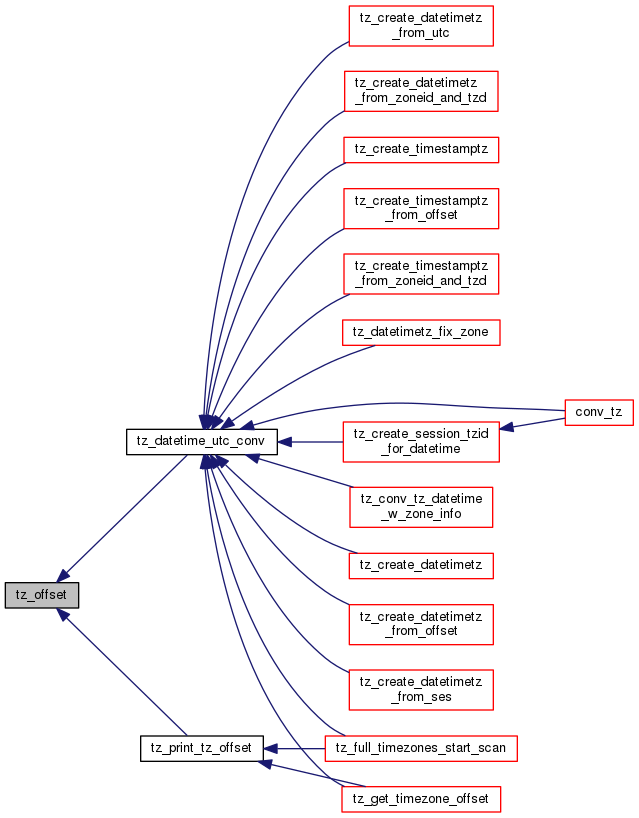 tz_create_datetimetz
_from_utc
tz_create_datetimetz
_from_zoneid_and_tzd
tz_create_timestamptz
tz_create_timestamptz
_from_offset
tz_create_timestamptz
_from_zoneid_and_tzd
tz_datetimetz_fix_zone
conv_tz
tz_datetime_utc_conv
tz_create_session_tzid
_for_datetime
tz_conv_tz_datetime
_w_zone_info
tz_create_datetimetz
tz_offset
tz_create_datetimetz
_from_offset
tz_create_datetimetz
_from_ses
tz_print_tz_offset
tz_full_timezones_start_scan
tz_get_timezone_offset